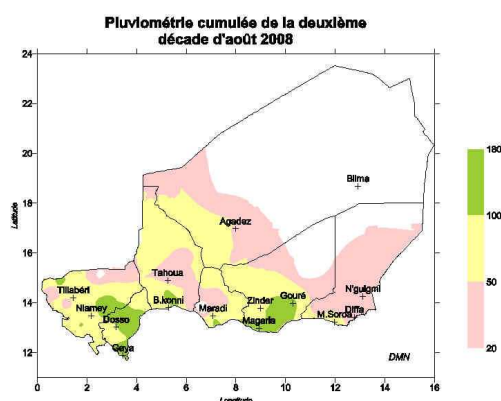 Pluviométrie cumulée de la deuxième
décade d'août 2008
24
22
20
18
16
14
12
Latitude
Bilma
Agadez
Tahoua
Tillabéri
N'guigmi
B.konni
Maradi
Zinder
Gouré
Niamey
Dosso
Magaria
M.Soroa
Diffa
Gaya
DMN
0
2
4
6
8
10
12
14
16
Longitude
180
100
50
20